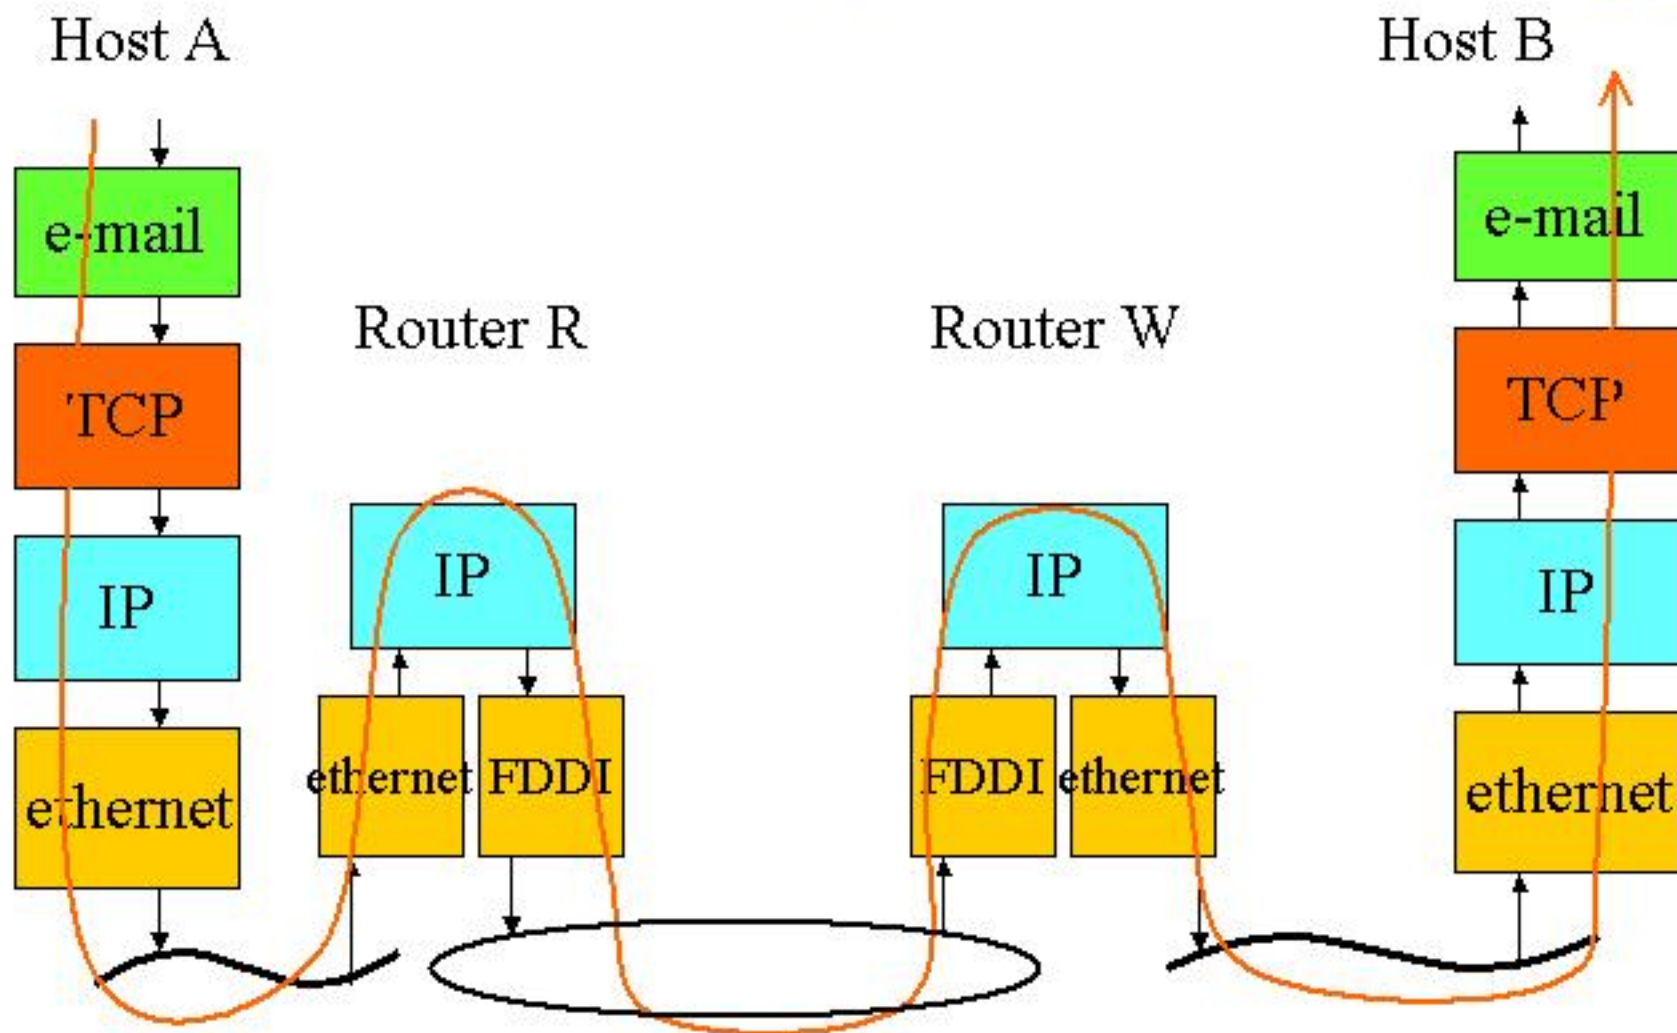 Host A
e-mail
TCP
IP
ethernet
Router R
IP
ethernet
FDDI
Router W
IP
FDDI
ethernet
Host B
e-mail
TCP
IP
ethernet